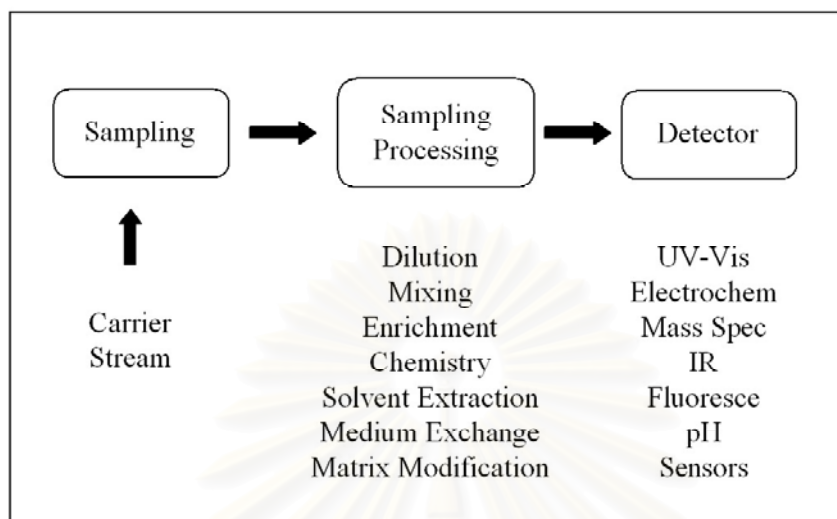 Sampling
Sampling
Processing
Detector
Carrier
Stream
Dilution
Mixing
Enrichment
Chemistry
Solvent Extraction
Medium Exchange
Matrix Modification
UV-Vis
Electrochem
Mass Spec
IR
Fluoresce
pH
Sensors